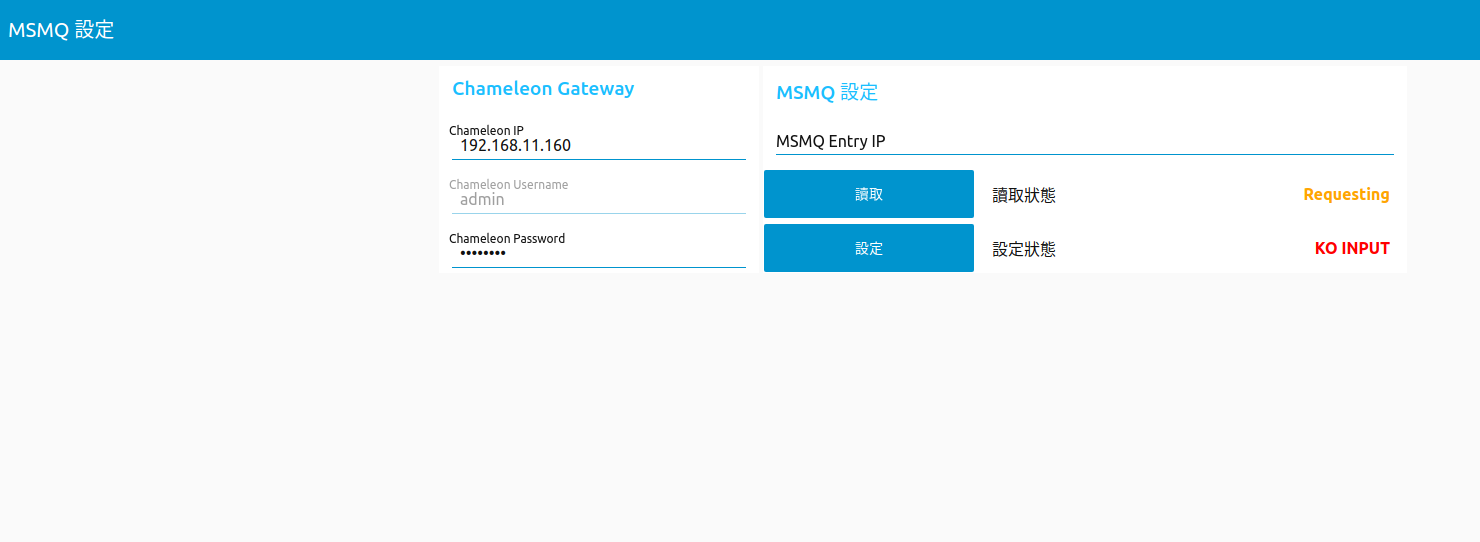 MSMQ 設定
Chameleon Gateway
Chameleon IP
192.168.11.160
Chameleon Username
admin
Chameleon Password
••••••••
MSMQ 設定
MSMQ Entry IP
讀取
讀取狀態
Requesting
設定
設定狀態
KO INPUT